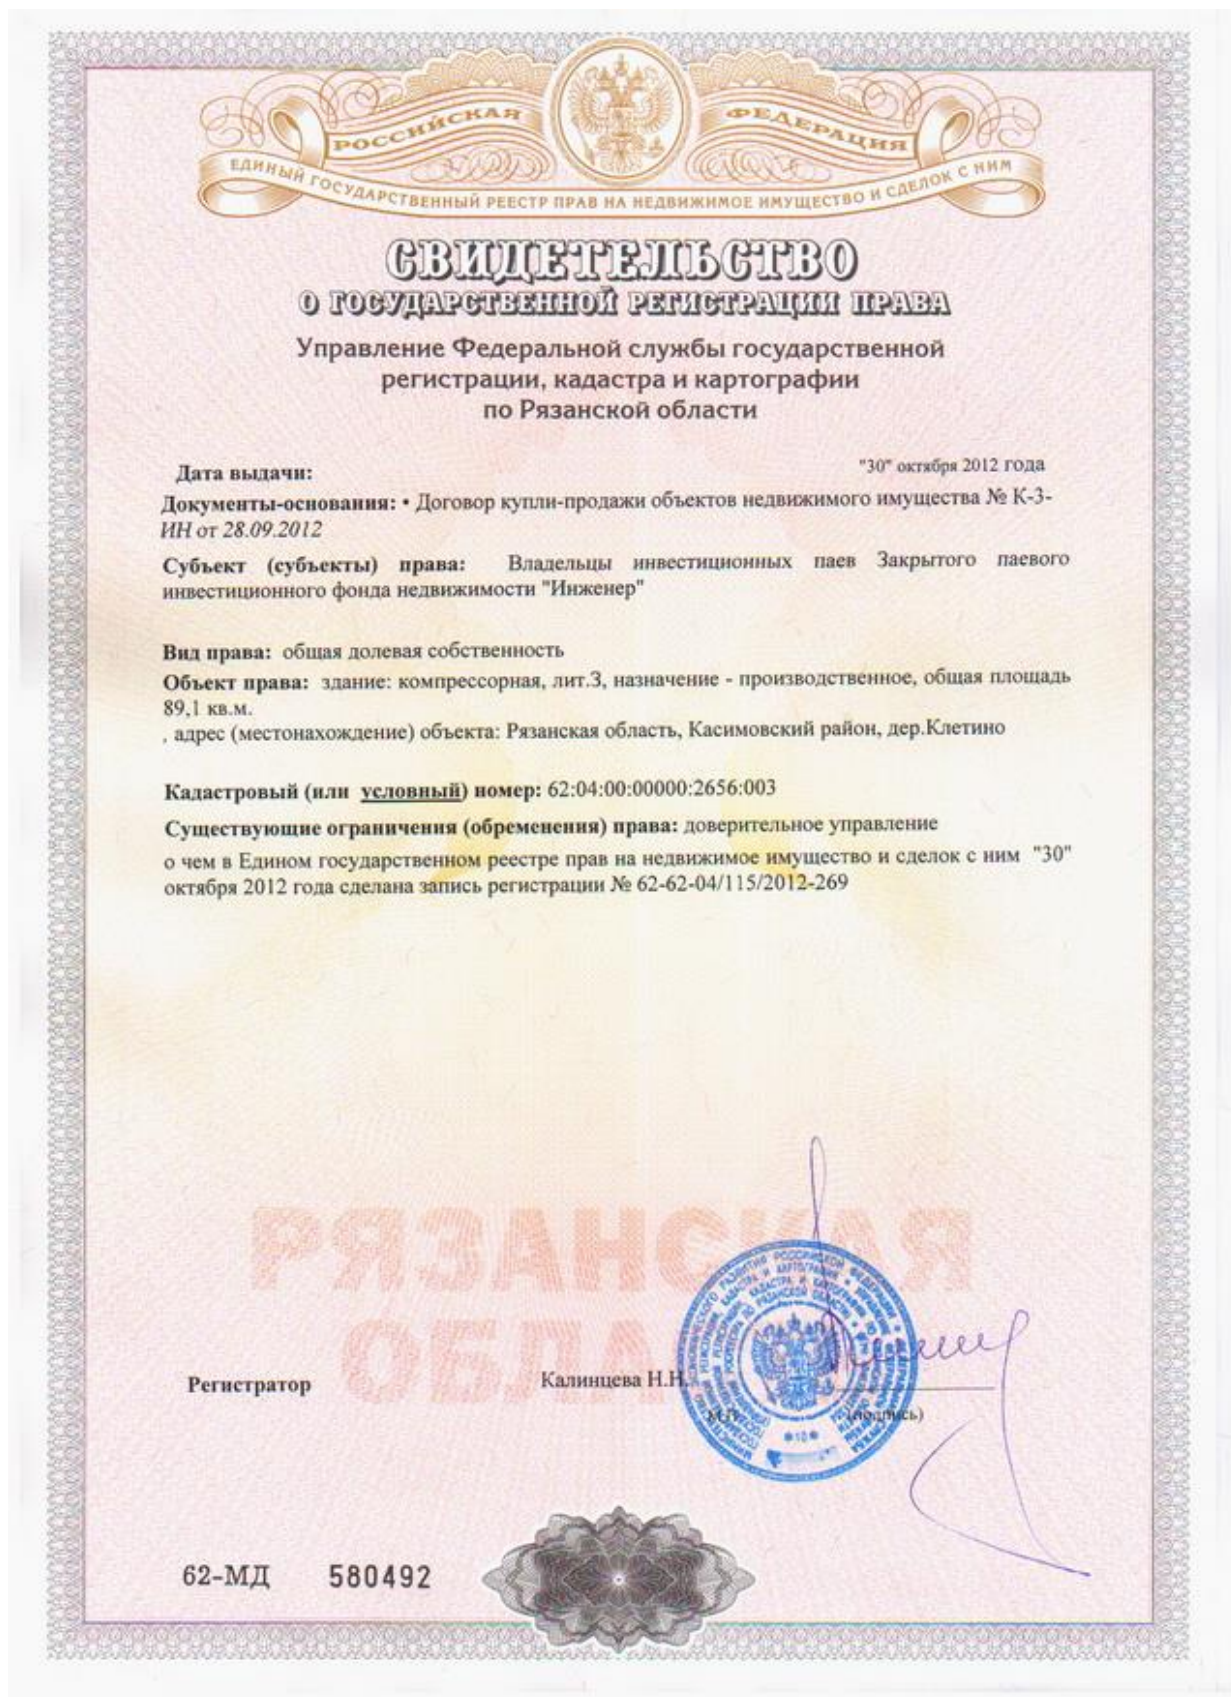 РОССИЙСКАЯ ФЕДЕРАЦИЯ
ЕДИНЫЙ ГОСУДАРСТВЕННЫЙ РЕЕСТР ПРАВ НА НЕДВИЖИМОЕ ИМУЩЕСТВО И СДЕЛОК С НИМ
СВИДЕТЕЛЬСТВО
О ГОСУДАРСТВЕННОЙ РЕГИСТРАЦИИ ПРАВА
Управление Федеральной службы государственной
регистрации, кадастра и картографии
по Рязанской области
Дата выдачи: "30" октября 2012 года
Документы-основания: • Договор купли-продажи объектов недвижимого имущества № К-3-
ИН от 28.09.2012
Субъект (субъекты) права: Владельцы инвестиционных паев Закрытого паевого
инвестиционного фонда недвижимости "Инженер"
Вид права: общая долевая собственность
Объект права: здание: компрессорная, лит.З, назначение - производственное, общая площадь
89,1 кв.м.
, адрес (местонахождение) объекта: Рязанская область, Касимовский район, дер.Клетино
Кадастровый (или условный) номер: 62:04:00:00000:2656:003
Существующие ограничения (обременения) права: доверительное управление
о чем в Едином государственном реестре прав на недвижимое имущество и сделок с ним "30"
октября 2012 года сделана запись регистрации № 62-62-04/115/2012-269
РЯЗАНСКАЯ
Регистратор Калинцева Н.Н.
(подпись)
62-МД 580492